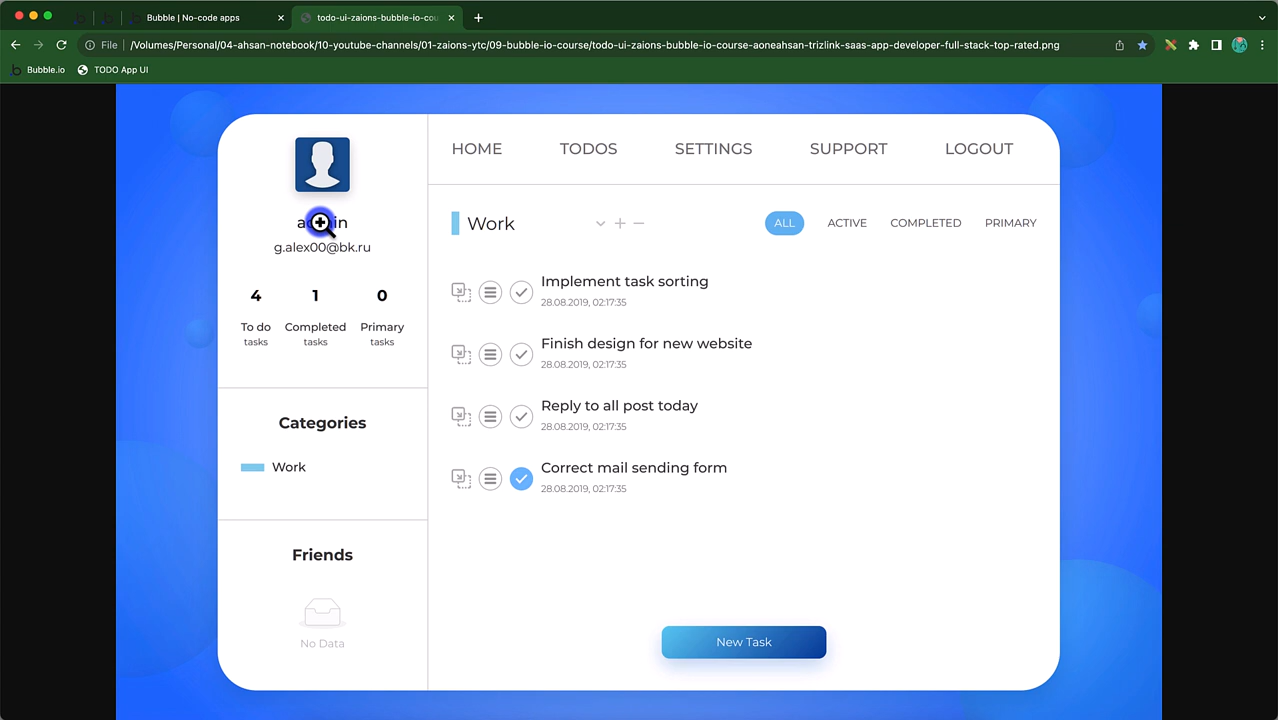 Bubble | No-code apps
todo-ui-zaions-bubble-io-cou
File
/Volumes/Personal/04-ahsan-notebook/10-youtube-channels/01-zaions-ytc/09-bubble-io-course/todo-ui-zaions-bubble-io-course-aoneahsan-trizlink-saas-app-developer-full-stack-top-rated.png
Bubble.io
TODO App UI
HOME TODOS SETTINGS SUPPORT LOGOUT
g.alex00@bk.ru
4 1 0
To do Completed Primary
tasks tasks tasks
Categories
Work
Friends
No Data
Work
ALL ACTIVE COMPLETED PRIMARY
Implement task sorting
28.08.2019, 02:17:35
Finish design for new website
28.08.2019, 02:17:35
Reply to all post today
28.08.2019, 02:17:35
Correct mail sending form
28.08.2019, 02:17:35
New Task